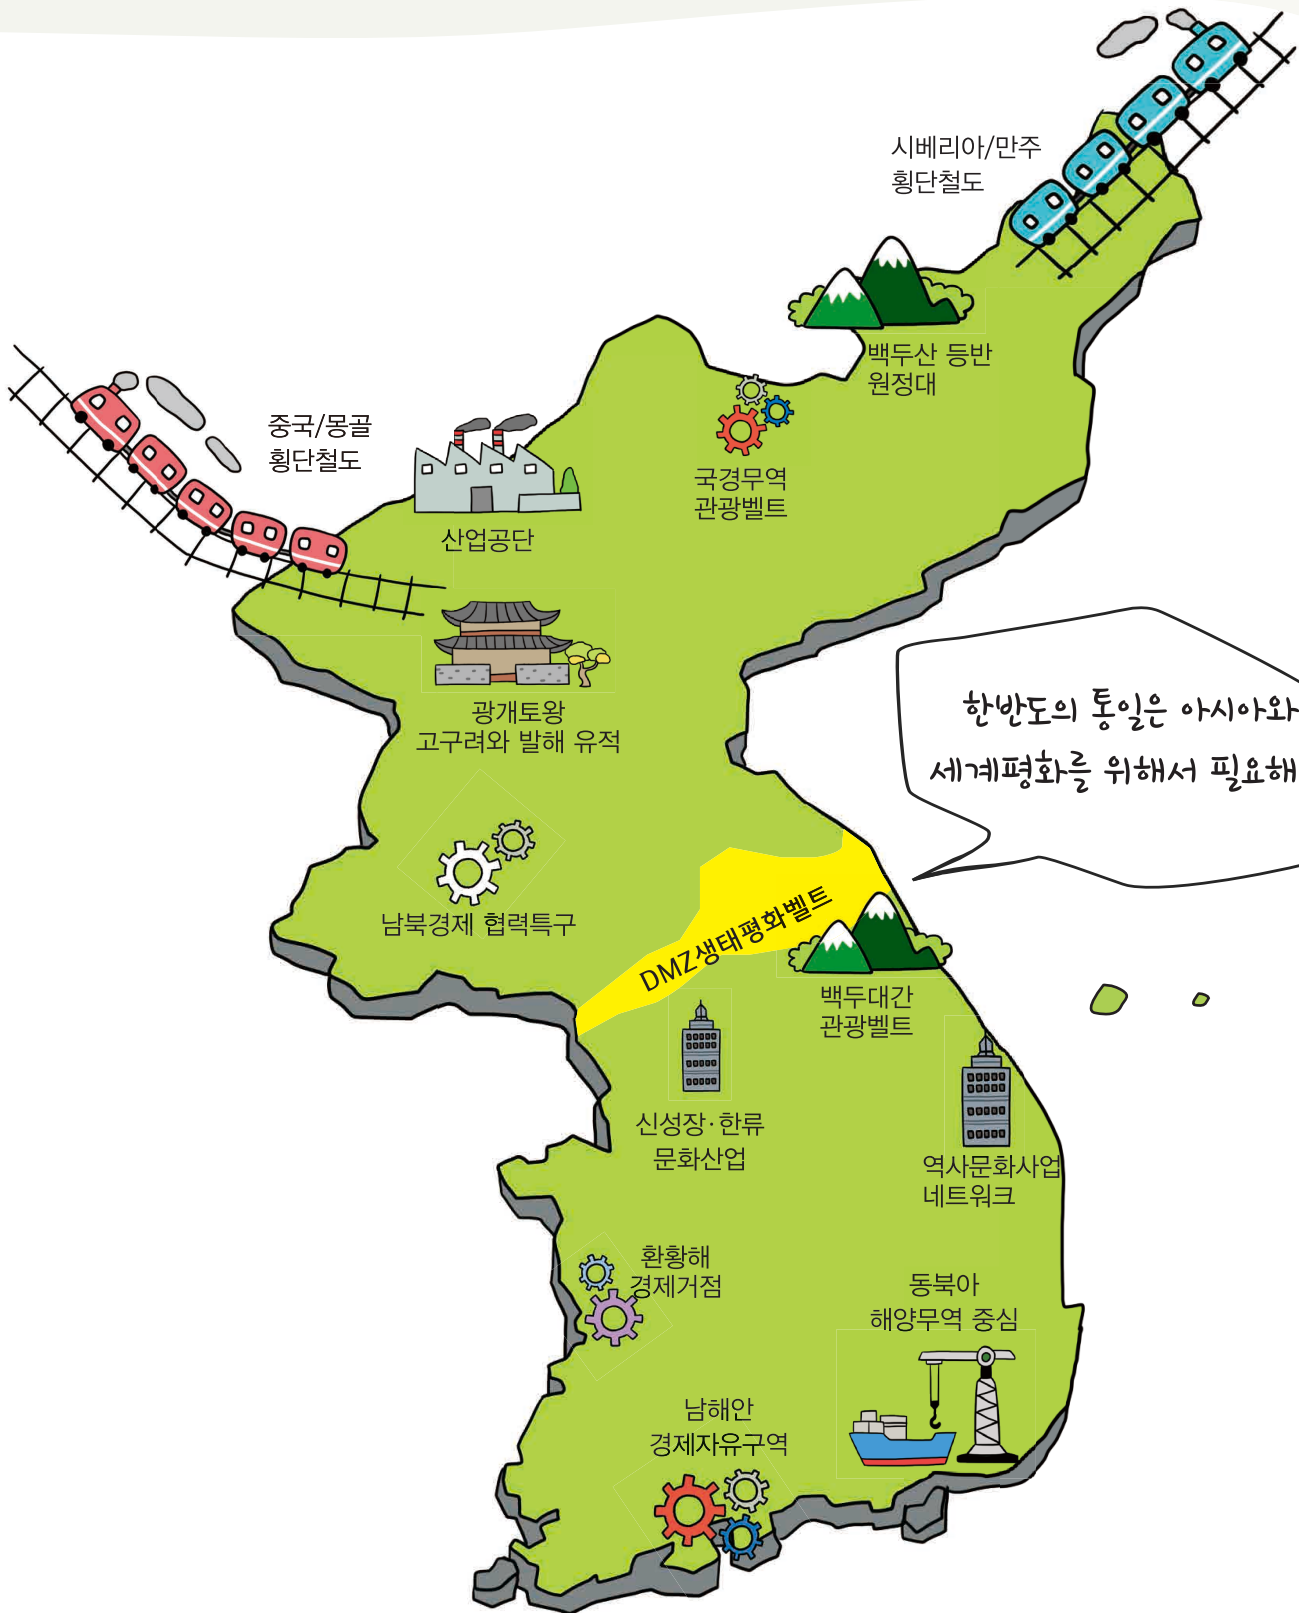 시베리아/만주
횡단철도
백두산 등반
원정대
중국/몽골
횡단철도
국경무역
관광벨트
산업공단
광개토왕
고구려와 발해 유적
한반도의 통일은 아시아와
세계평화를 위해서 필요해
남북경제 협력특구
DMZ생태평화벨트
백두대간
관광벨트
신성장·한류
문화산업
역사문화사업
네트워크
환황해
경제거점
동북아
해양무역 중심
남해안
경제자유구역